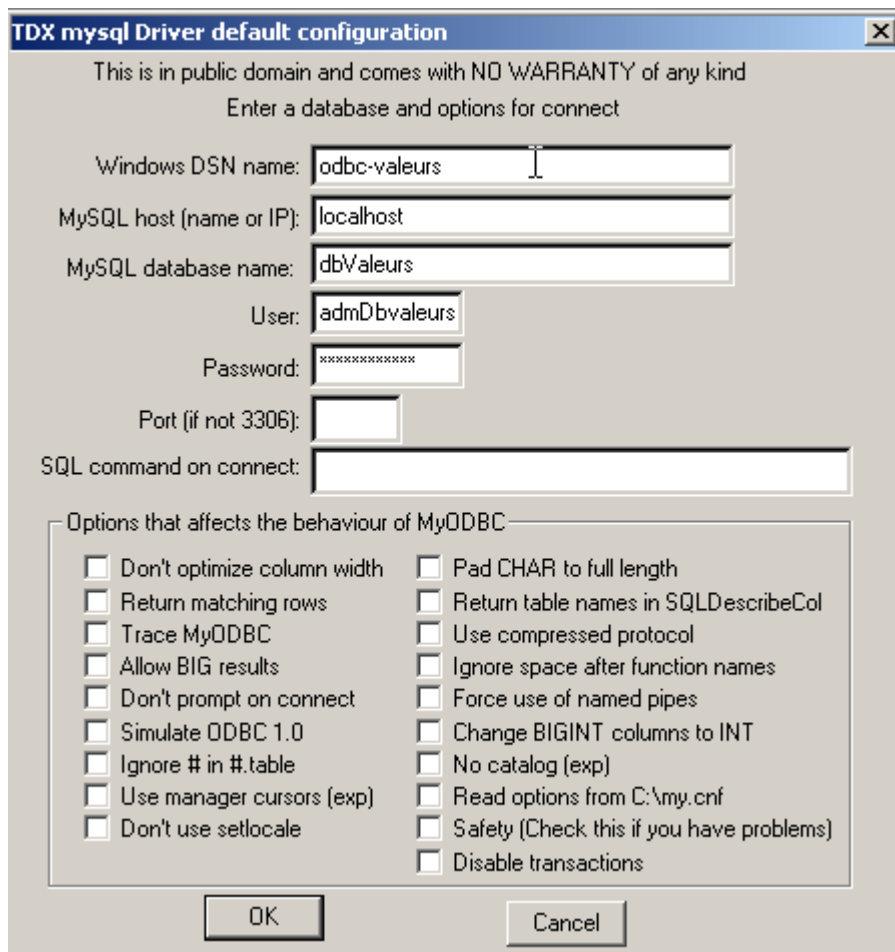 TDX mysql Driver default configuration
This is in public domain and comes with NO WARRANTY of any kind
Enter a database and options for connect
Windows DSN name: odbc-valeurs
MySQL host (name or IP): localhost
MySQL database name: dbValeurs
User: admDbvaleurs
Password: ************
Port (if not 3306):
SQL command on connect:
Options that affects the behaviour of MyODBC
Don't optimize column width Pad CHAR to full length
Return matching rows Return table names in SQLDescribeCol
Trace MyODBC Use compressed protocol
Allow BIG results Ignore space after function names
Don't prompt on connect Force use of named pipes
Simulate ODBC 1.0 Change BIGINT columns to INT
Ignore # in #.table No catalog (exp)
Use manager cursors (exp) Read options from C:\my.cnf
Don't use setlocale Safety (Check this if you have problems)
Disable transactions
OK Cancel